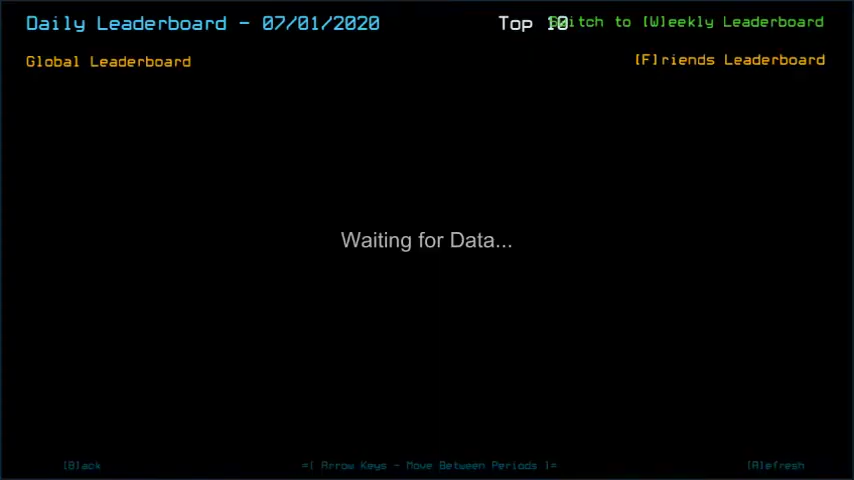 Daily Leaderboard - 07/01/2020
Top 10
Switch to [W]eekly Leaderboard
Global Leaderboard
[F]riends Leaderboard
Waiting for Data...
[B]ack
=[ Arrow Keys - Move Between Periods ]=
[R]efresh